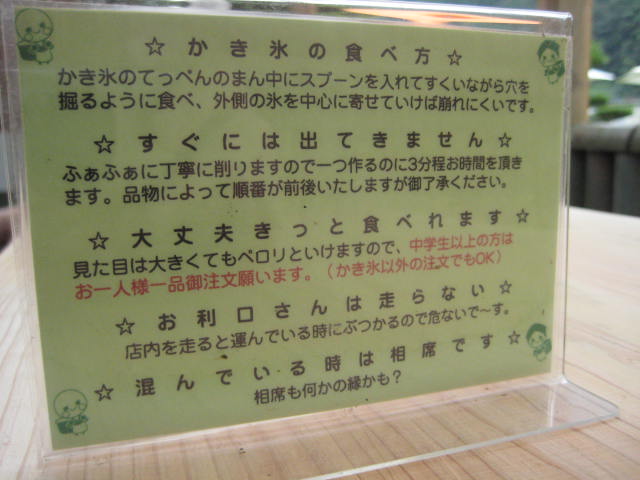 ☆かき氷の食べ方☆
かき氷のてっぺんのまん中にスプーンを入れてすくいながら穴を
掘るように食べ、外側の氷を中心に寄せていけば崩れにくいです。
☆すぐには出てきません☆
ふぁふぁに丁寧に削りますので一つ作るのに3分程お時間を頂き
ます。品物によって順番が前後いたしますが御了承ください。
☆大丈夫きっと食べれます☆
見た目は大きくてもペロリといけますので、中学生以上の方は
お一人様一品御注文願います。(かき氷以外の注文でもOK)
☆お利口さんは走らない☆
店内を走ると運んでいる時にぶつかるので危ないで〜す。
☆混んでいる時は相席です☆
相席も何かの縁かも?